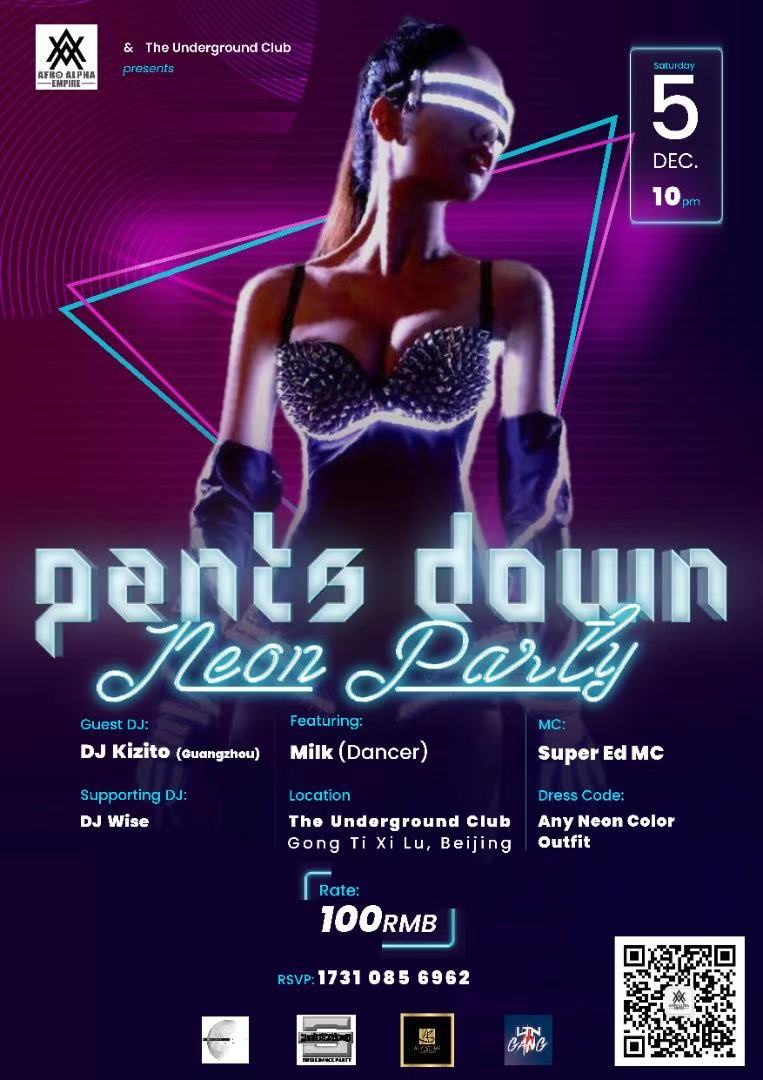 AFRO ALPHA
EMPIRE
& The Underground Club
presents
Saturday
5
DEC.
10pm
pants down
Neon Party
Guest DJ:
DJ Kizito (Guangzhou)
Supporting DJ:
DJ Wise
Featuring:
Milk (Dancer)
Location
The Underground Club
Gong Ti Xi Lu, Beijing
MC:
Super Ed MC
Dress Code:
Any Neon Color
Outfit
Rate:
100RMB
RSVP: 1731 085 6962
GANG